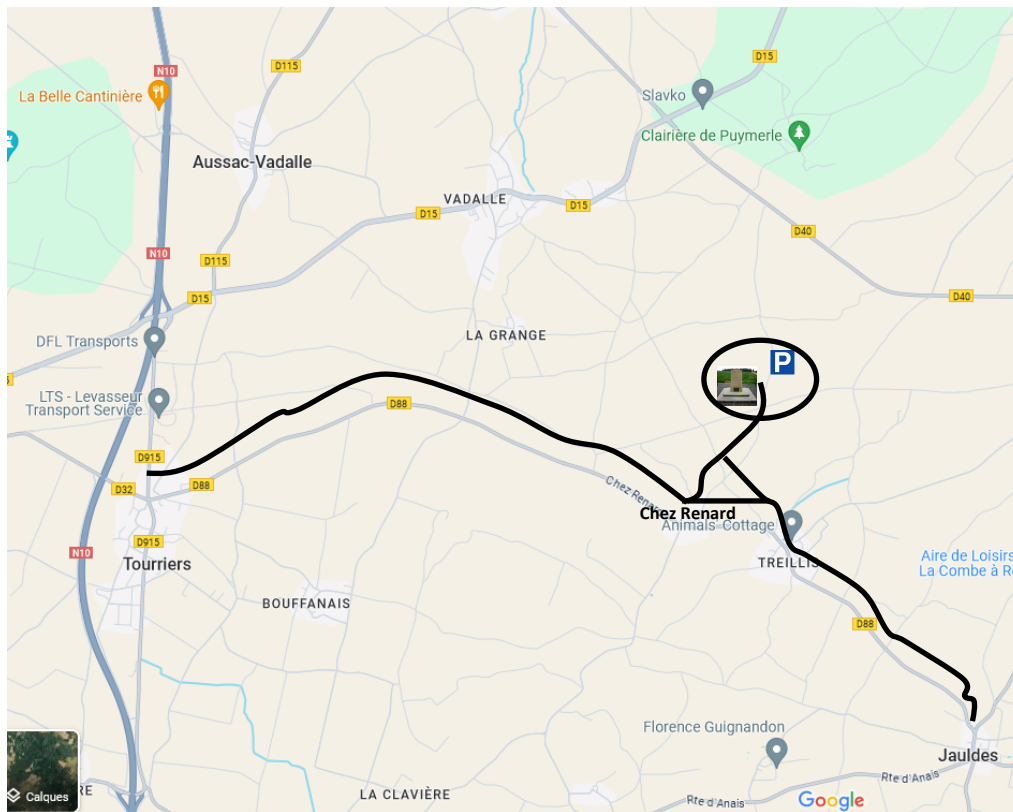 D15
D115
N10
La Belle Cantinière
Slavko
Clairière de Puymerle
Aussac-Vadalle
VADALLE
D15
D15
D40
N10
D115
D15
D40
LA GRANGE
DFL Transports
P
LTS - Levasseur
Transport Service
D88
D915
D88
D32
Chez Renard
Animals-Cottage
D915
N10
Tourriers
TREILLIS
Aire de Loisirs
La Combe à
BOUFFANAIS
D88
Florence Guignandon
Jauldes
Rte d'Anais
Calques
LA CLAVIÈRE
Rte d'Anais
Google